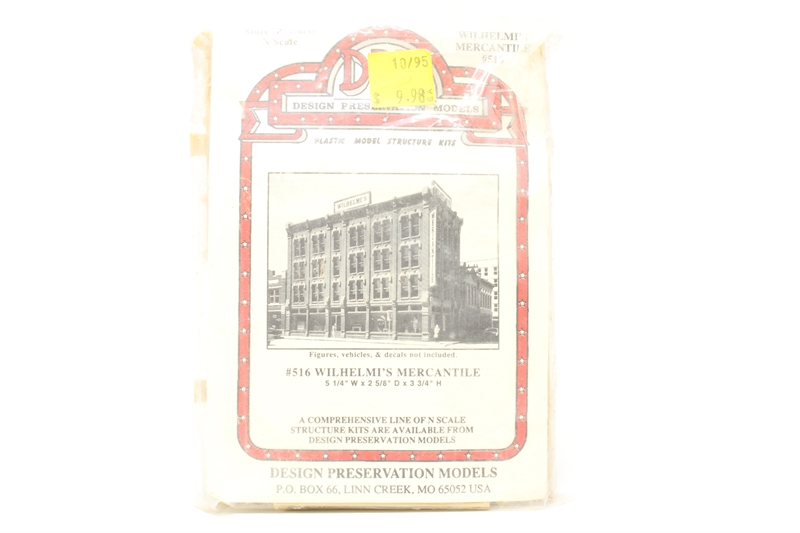 N Scale
WILHELMI'S
MERCANTILE
10/95
9.98
DESIGN PRESERVATION MODELS
PLASTIC MODEL STRUCTURE KITS
WILHELMI'S
Figures, vehicles, & decals not included.
#516 WILHELMI'S MERCANTILE
5 1/4" W x 2 5/8" D x 3 3/4" H
A COMPREHENSIVE LINE OF N SCALE
STRUCTURE KITS ARE AVAILABLE FROM
DESIGN PRESERVATION MODELS
DESIGN PRESERVATION MODELS
P.O. BOX 66, LINN CREEK, MO 65052 USA